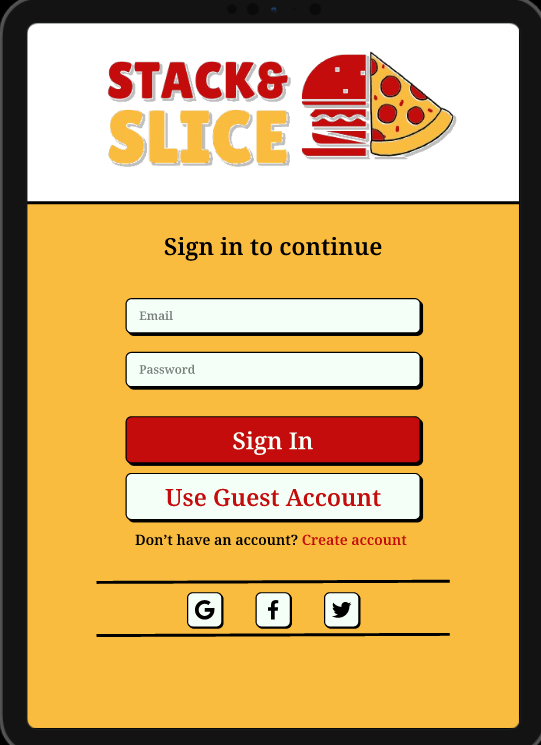 STACK&
SLICE
Sign in to continue
Email
Password
Sign In
Use Guest Account
Don’t have an account? Create account
G
f